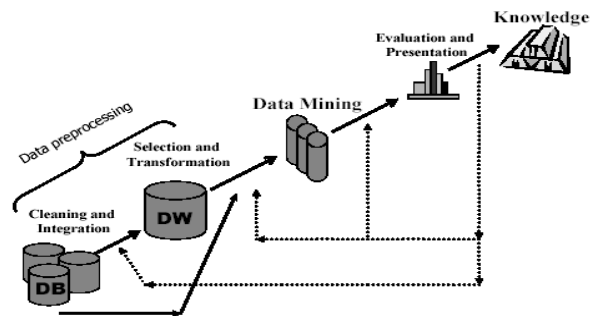 Knowledge
Evaluation and
Presentation
Data Mining
Data preprocessing
Selection and
Transformation
DW
Cleaning and
Integration
DB